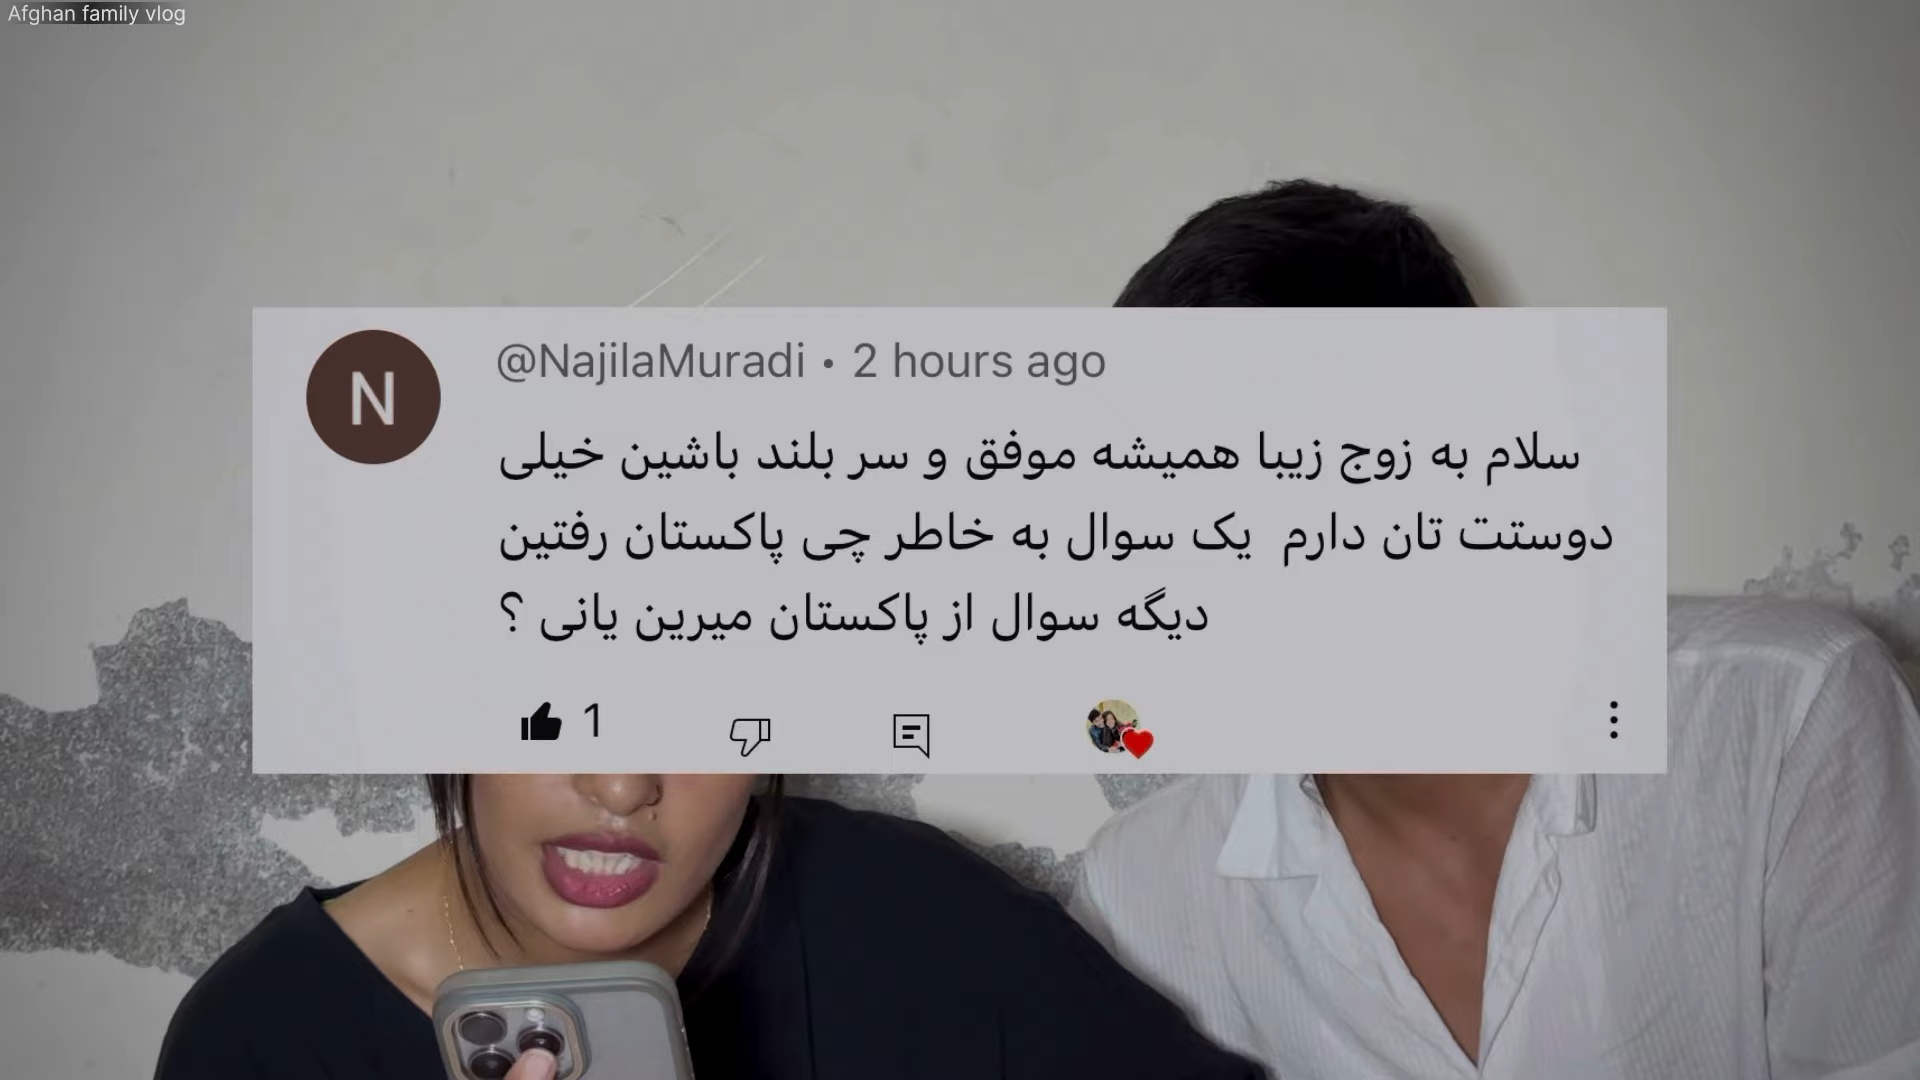 Afghan family vlog
N
@NajilaMuradi • 2 hours ago
سلام به زوج زیبا همیشه موفق و سر بلند باشین خیلی
دوستت تان دارم  یک سوال به خاطر چی پاکستان رفتین
دیگه سوال از پاکستان میرین یانی ؟
1